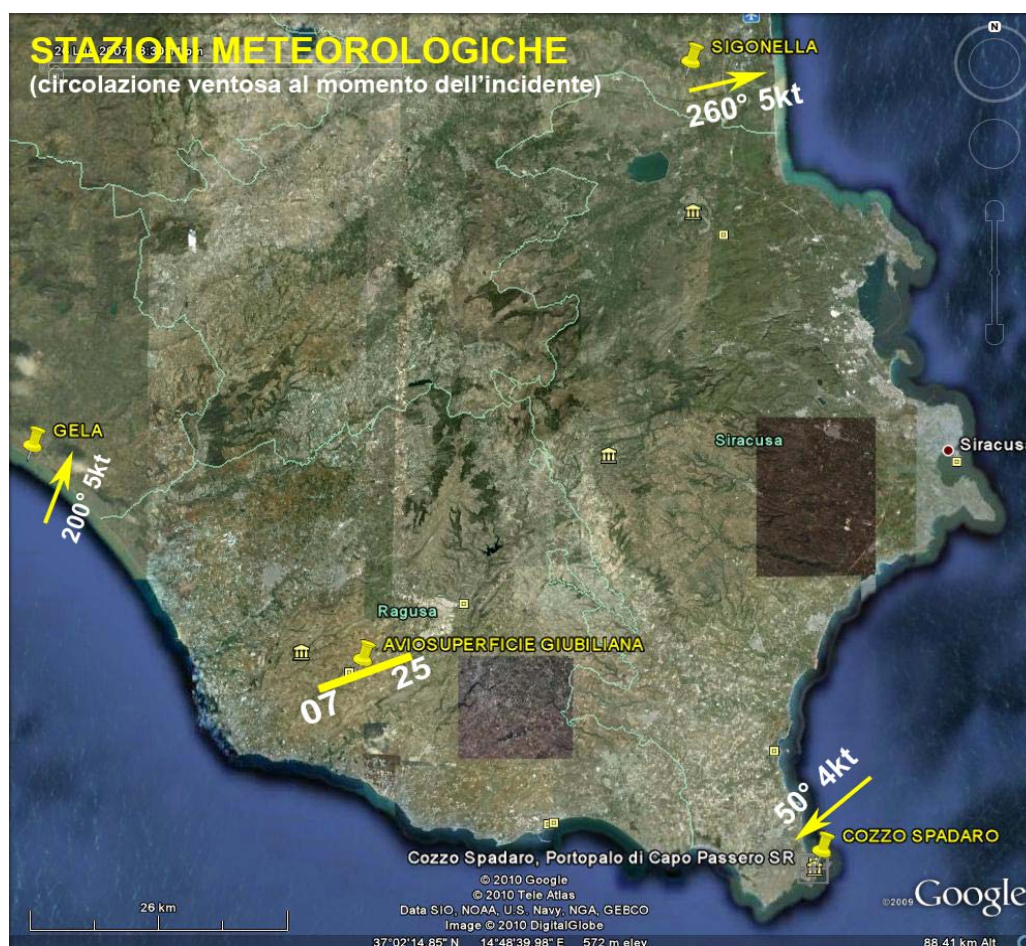 STAZIONI METEOROLOGICHE
(circolazione ventosa al momento dell'incidente)
N
SIGONELLA
260° 5kt
GELA
200° 5kt
Siracusa
Siracusa
Ragusa
AVIOSUPERFICIE GIUBILIANA
07 25
50° 4kt
COZZO SPADARO
Cozzo Spadaro, Portopalo di Capo Passero SR
© 2010 Google
© 2010 Tele Atlas
Data SIO, NOAA, U.S. Navy, NGA, GEBCO
Image © 2010 DigitalGlobe
©2009 Google
26 km
37°02'14.85" N 14°48'39.98" E 572 m elev 88.41 km Alt